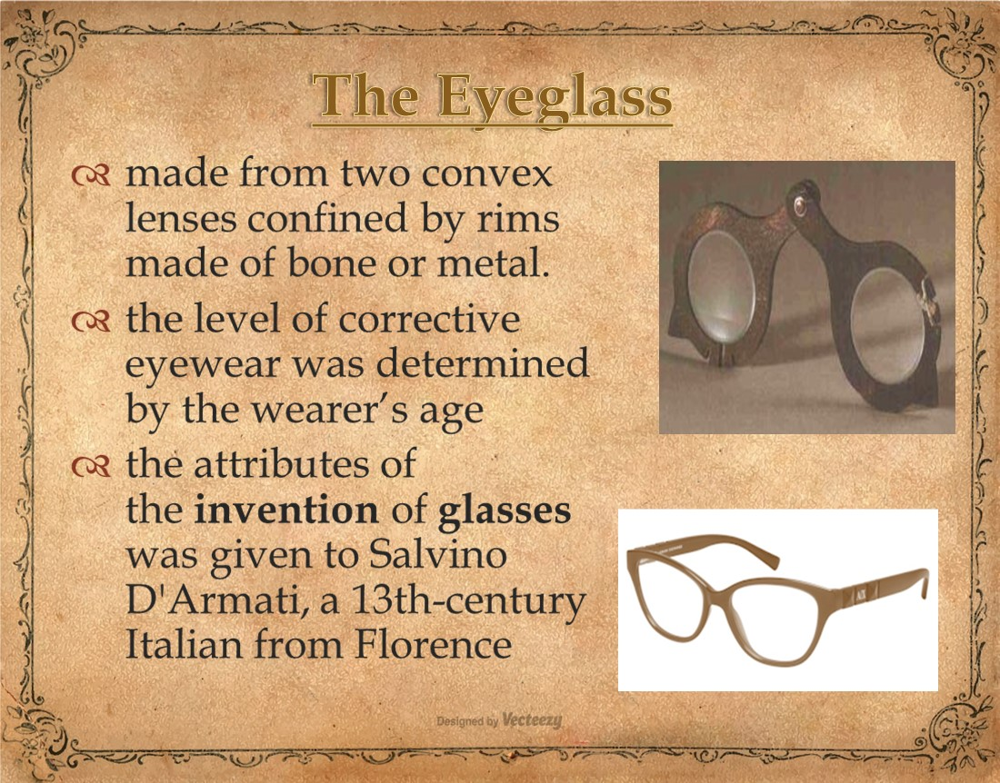 The Eyeglass
made from two convex
lenses confined by rims
made of bone or metal.
the level of corrective
eyewear was determined
by the wearer’s age
the attributes of
the invention of glasses
was given to Salvino
D'Armati, a 13th-century
Italian from Florence
A|X
Designed by Vecteezy